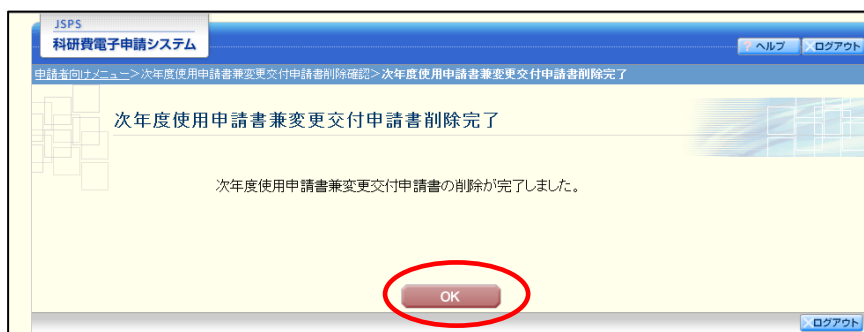 JSPS
科研費電子申請システム
? ヘルプ
ログアウト
申請者向けメニュー>次年度使用申請書兼変更交付申請書削除確認>次年度使用申請書兼変更交付申請書削除完了
次年度使用申請書兼変更交付申請書削除完了
次年度使用申請書兼変更交付申請書の削除が完了しました。
OK
ログアウト